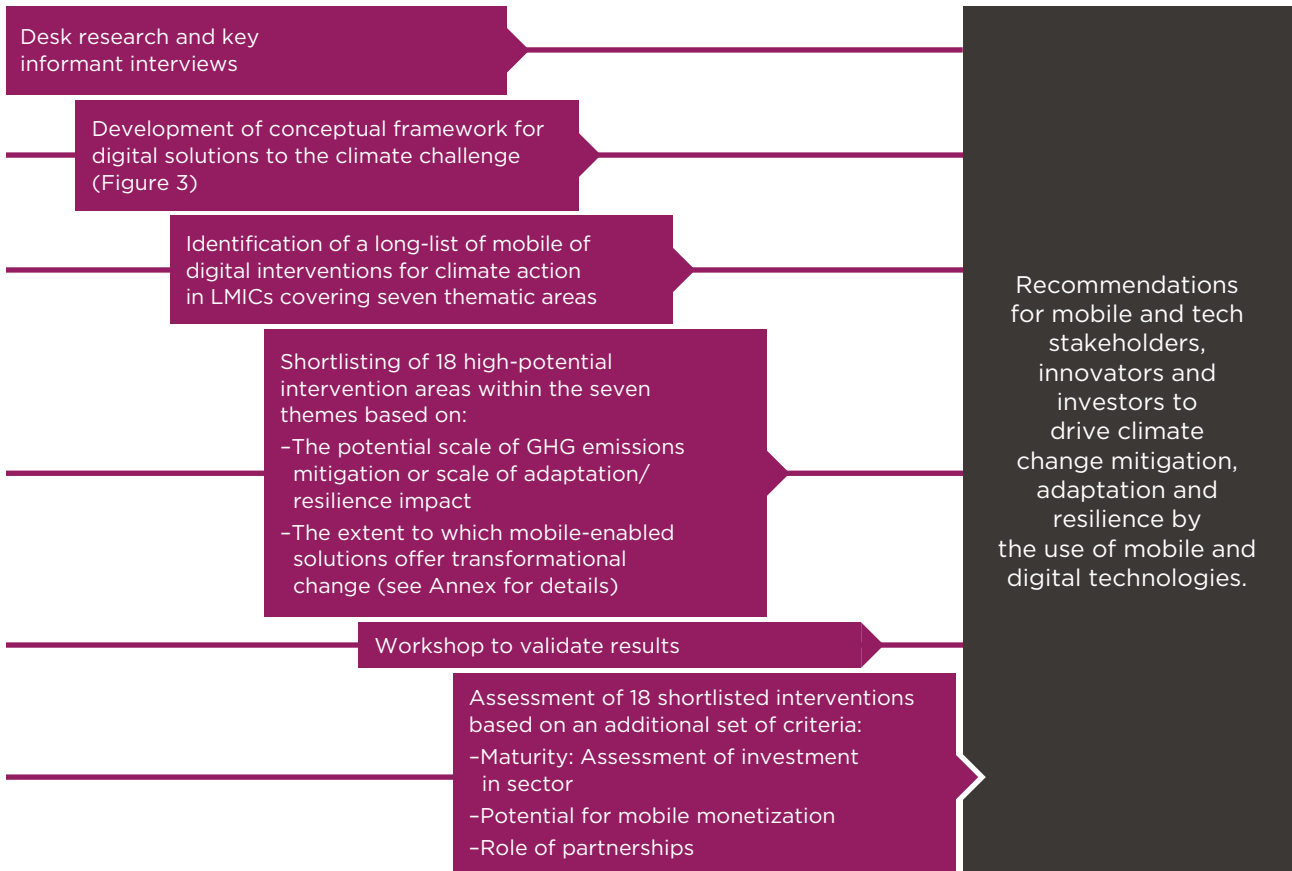 Desk research and key
informant interviews
Development of conceptual framework for
digital solutions to the climate challenge
(Figure 3)
Identification of a long-list of mobile of
digital interventions for climate action
in LMICs covering seven thematic areas
Shortlisting of 18 high-potential
intervention areas within the seven
themes based on:
–The potential scale of GHG emissions
mitigation or scale of adaptation/
resilience impact
–The extent to which mobile-enabled
solutions offer transformational
change (see Annex for details)
Workshop to validate results
Assessment of 18 shortlisted interventions
based on an additional set of criteria:
–Maturity: Assessment of investment
in sector
–Potential for mobile monetization
–Role of partnerships
Recommendations
for mobile and tech
stakeholders,
innovators and
investors to
drive climate
change mitigation,
adaptation and
resilience by
the use of mobile and
digital technologies.